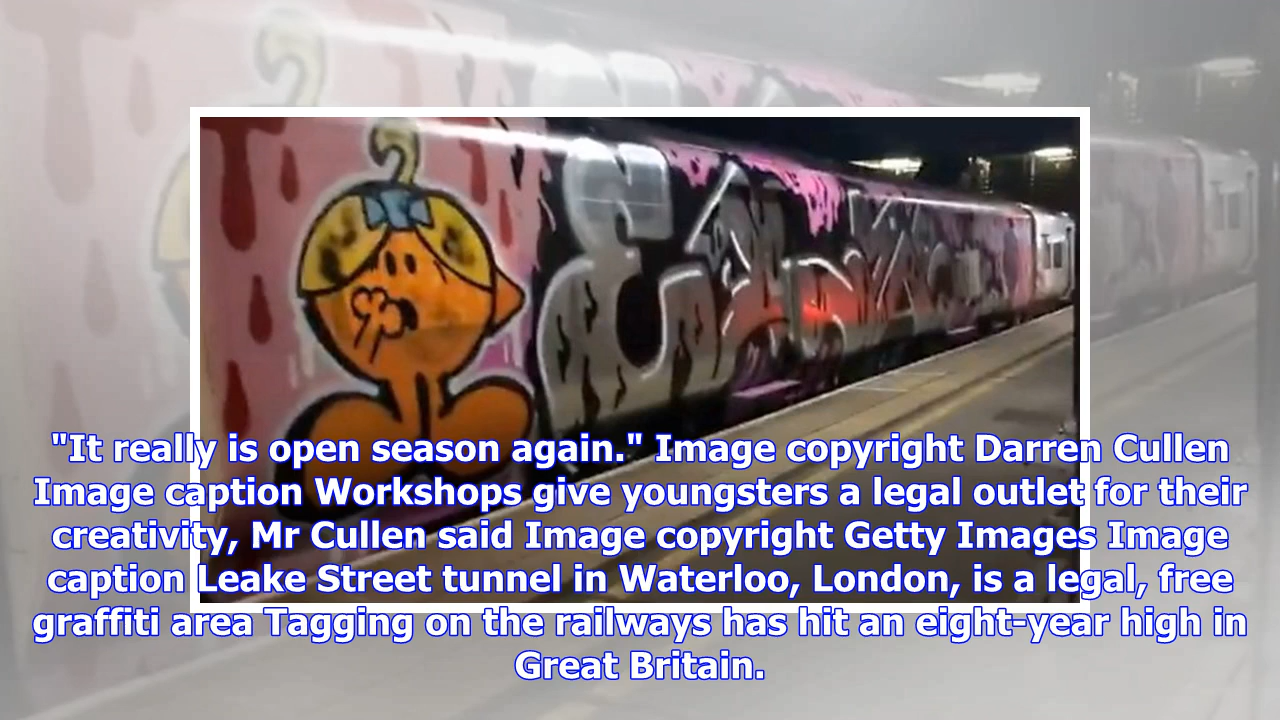 "It really is open season again." Image copyright Darren Cullen
Image caption Workshops give youngsters a legal outlet for their
creativity, Mr Cullen said Image copyright Getty Images Image
caption Leake Street tunnel in Waterloo, London, is a legal, free
graffiti area Tagging on the railways has hit an eight-year high in
Great Britain.